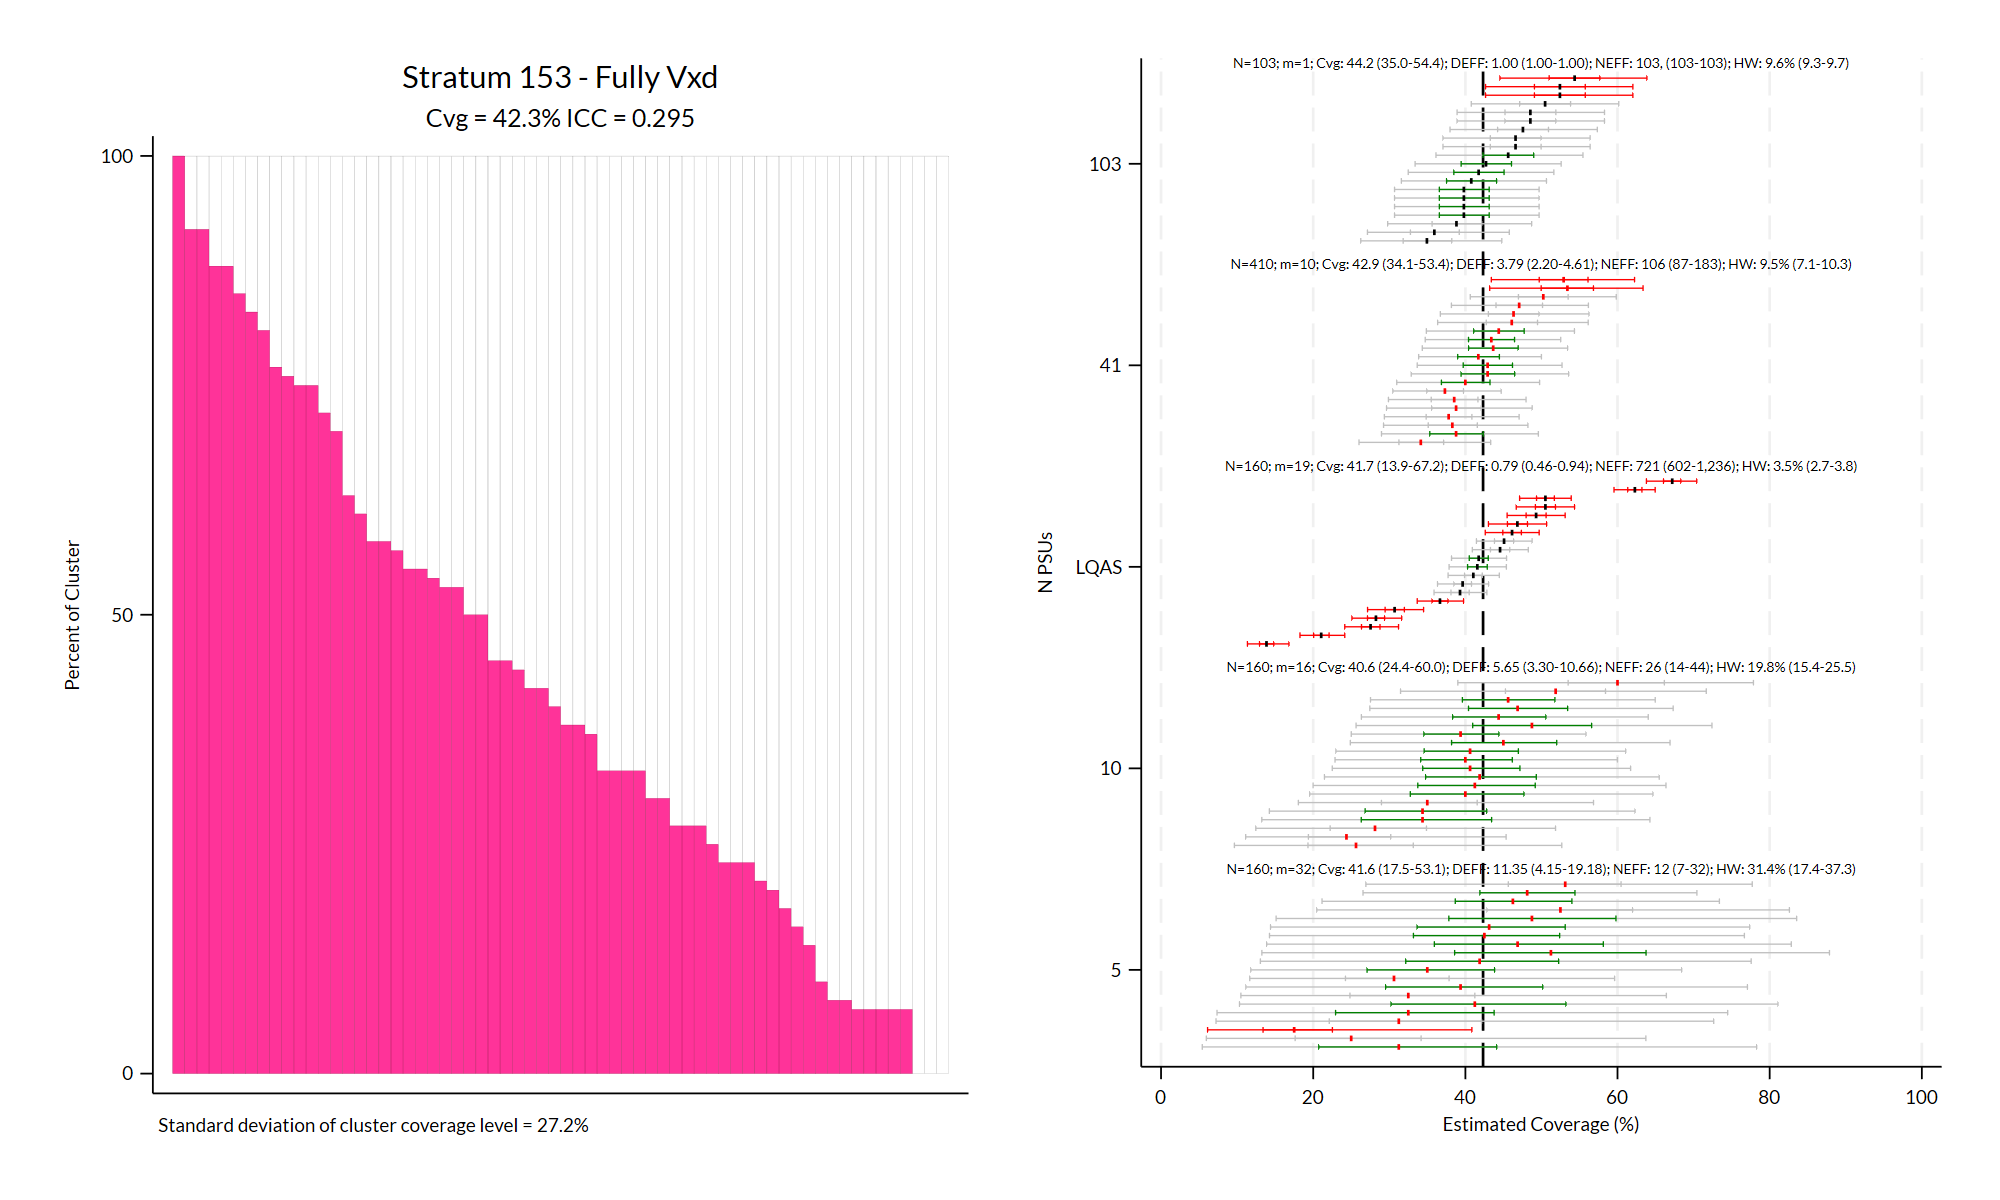 Stratum 153 - Fully Vxd
Cvg = 42.3% ICC = 0.295
Percent of Cluster
100
50
0
Standard deviation of cluster coverage level = 27.2%
N PSUs
N=103; m=1; Cvg: 44.2 (35.0-54.4); DEFF: 1.00 (1.00-1.00); NEFF: 103, (103-103); HW: 9.6% (9.3-9.7)
103
N=410; m=10; Cvg: 42.9 (34.1-53.4); DEFF: 3.79 (2.20-4.61); NEFF: 106 (87-183); HW: 9.5% (7.1-10.3)
41
N=160; m=19; Cvg: 41.7 (13.9-67.2); DEFF: 0.79 (0.46-0.94); NEFF: 721 (602-1,236); HW: 3.5% (2.7-3.8)
LQAS
N=160; m=16; Cvg: 40.6 (24.4-60.0); DEFF: 5.65 (3.30-10.66); NEFF: 26 (14-44); HW: 19.8% (15.4-25.5)
10
N=160; m=32; Cvg: 41.6 (17.5-53.1); DEFF: 11.35 (4.15-19.18); NEFF: 12 (7-32); HW: 31.4% (17.4-37.3)
5
0 20 40 60 80 100
Estimated Coverage (%)